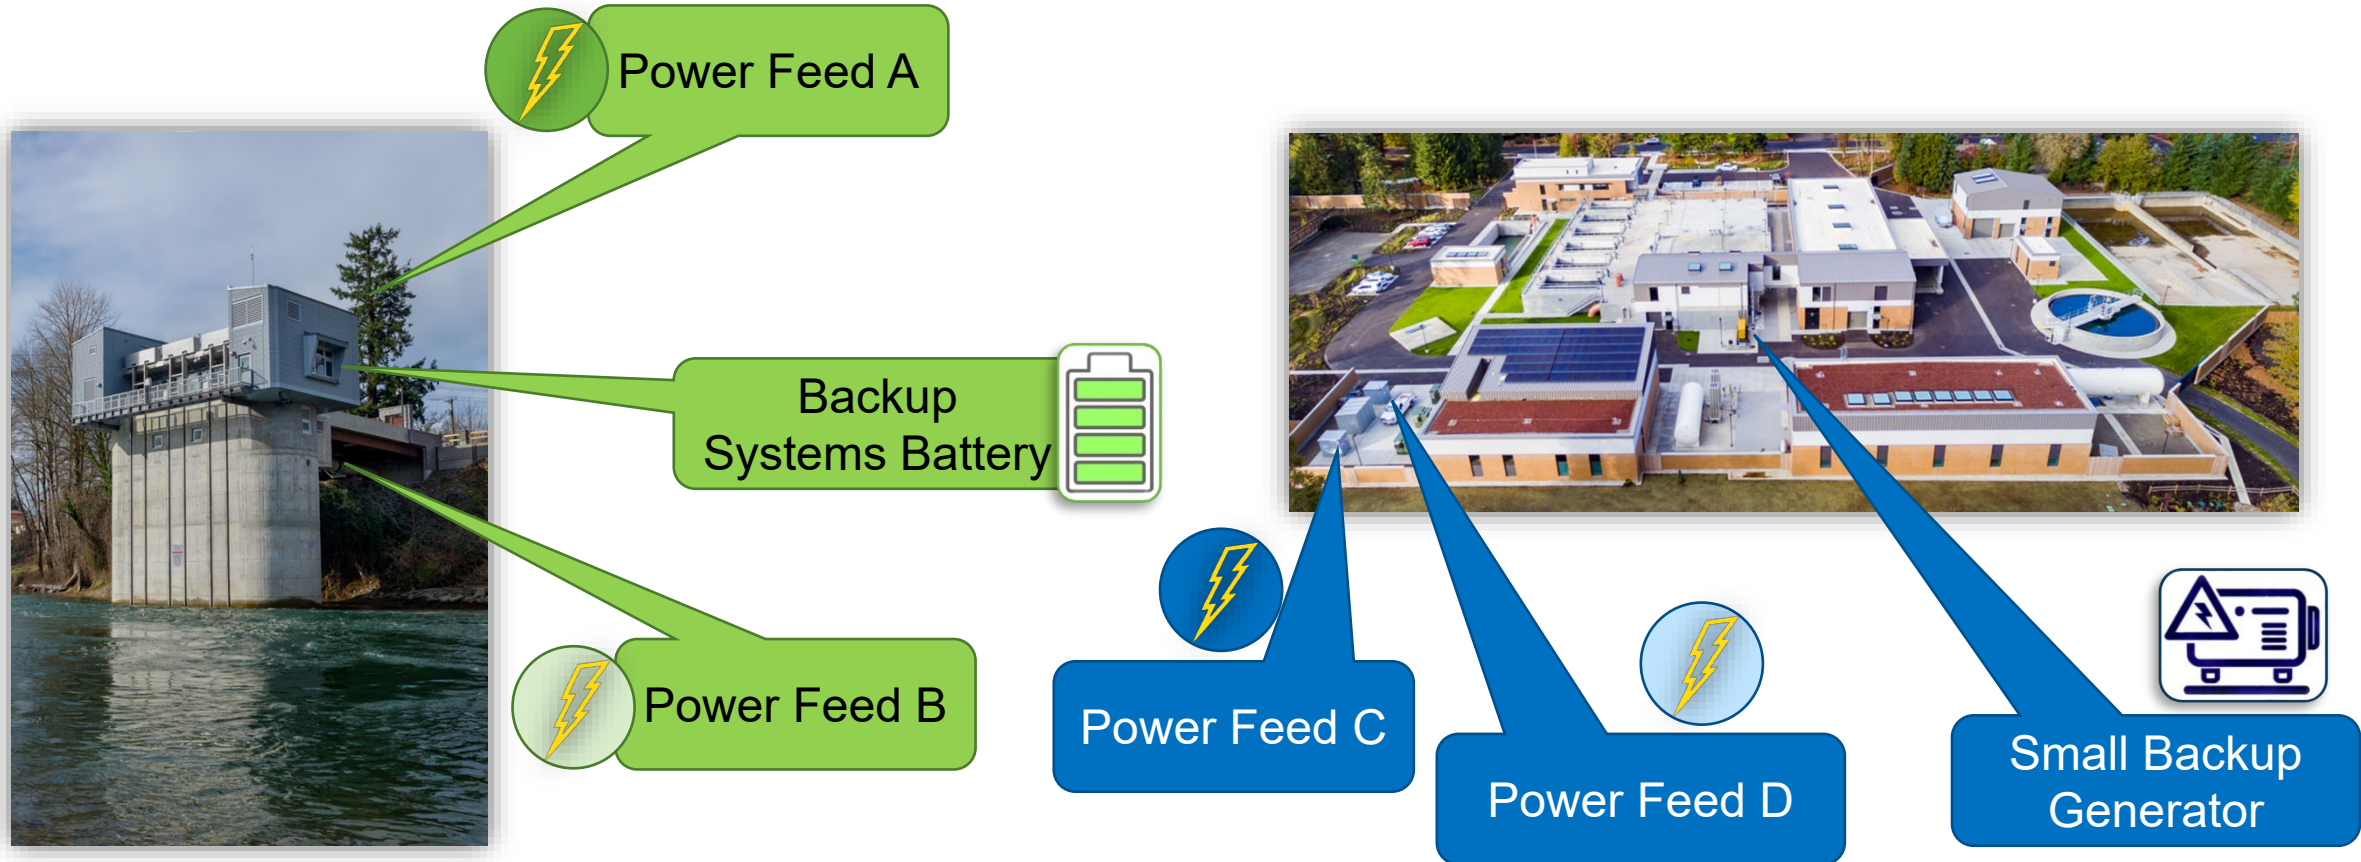 Power Feed A
Backup
Systems Battery
Power Feed B
Power Feed C
Power Feed D
Small Backup
Generator